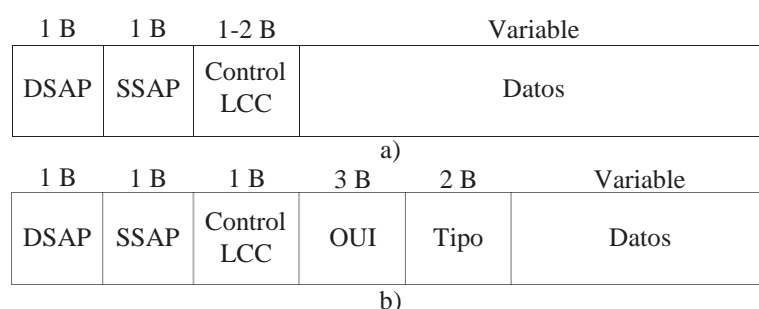 1 B 1 B 1-2 B Variable
DSAP SSAP Control LCC Datos
a)
1 B 1 B 1 B 3 B 2 B Variable
DSAP SSAP Control LCC OUI Tipo Datos
b)